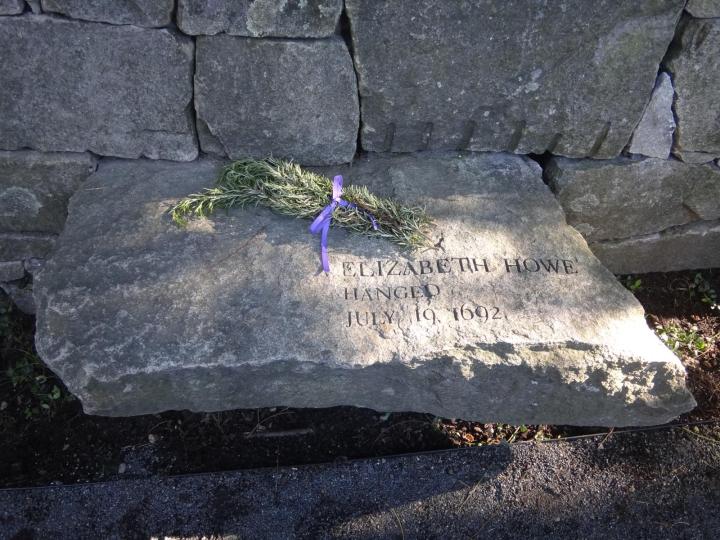 ELIZABETH HOWE
HANGED
JULY 19, 1692